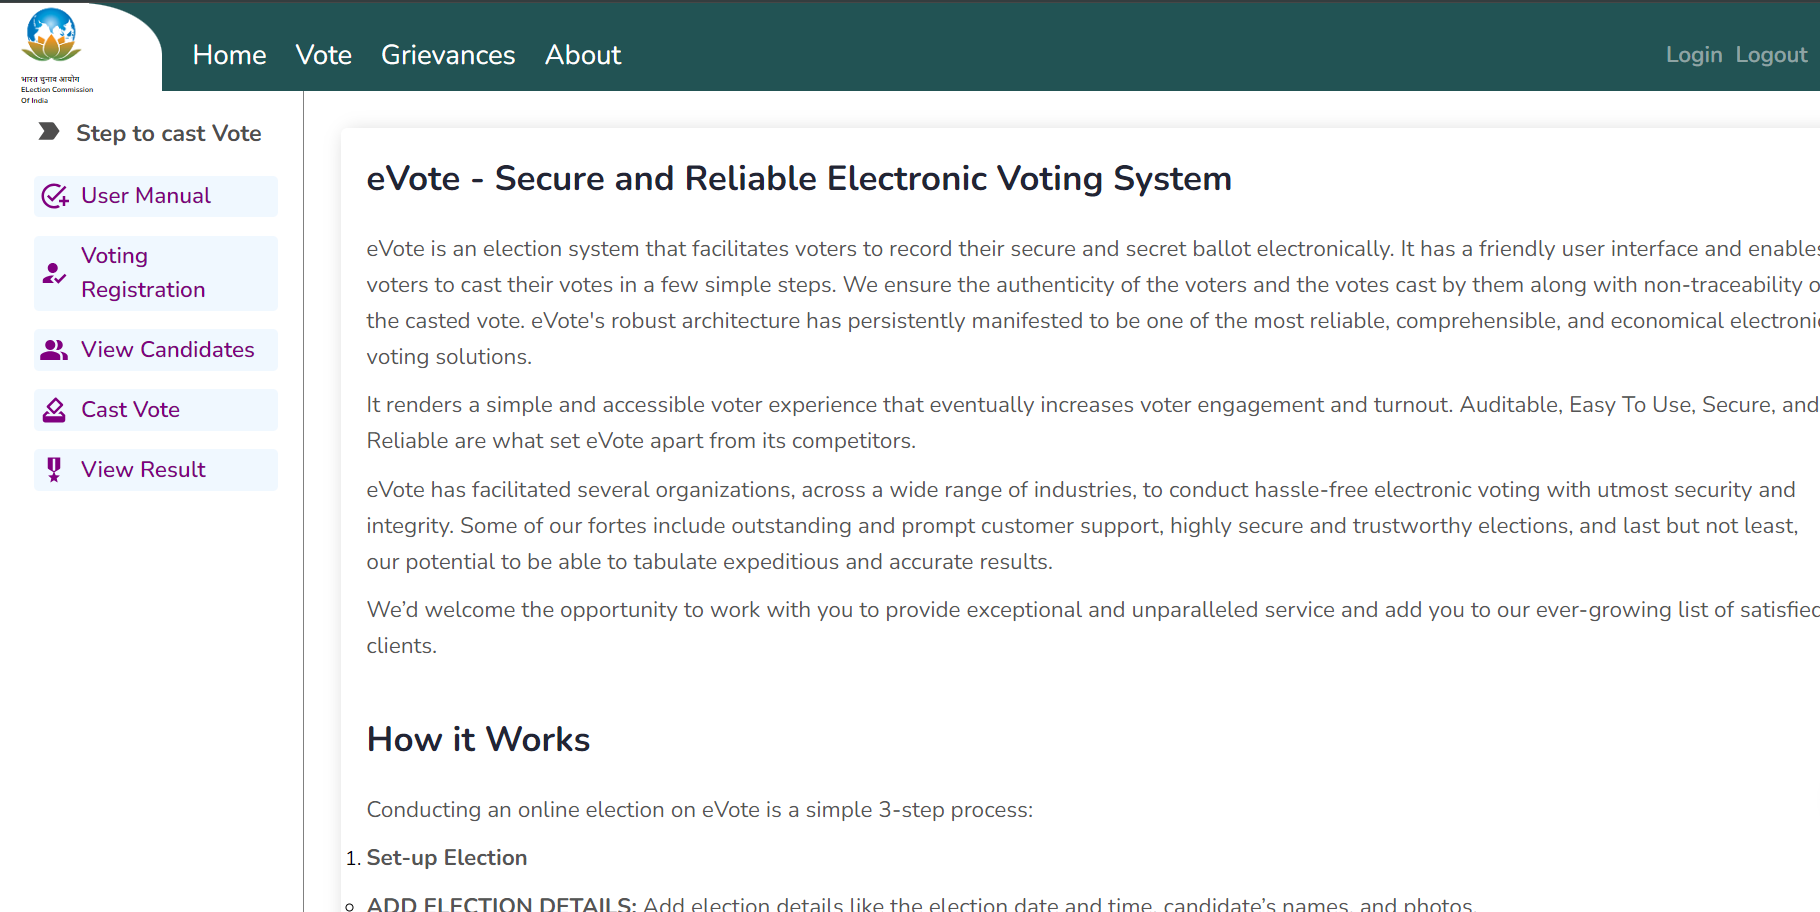 भारत चुनाव आयोग
ELection Commission
Of India
Home Vote Grievances About
Login Logout
Step to cast Vote
User Manual
Voting
Registration
View Candidates
Cast Vote
View Result
eVote - Secure and Reliable Electronic Voting System
eVote is an election system that facilitates voters to record their secure and secret ballot electronically. It has a friendly user interface and enables
voters to cast their votes in a few simple steps. We ensure the authenticity of the voters and the votes cast by them along with non-traceability o
the casted vote. eVote's robust architecture has persistently manifested to be one of the most reliable, comprehensible, and economical electronic
voting solutions.
It renders a simple and accessible voter experience that eventually increases voter engagement and turnout. Auditable, Easy To Use, Secure, and
Reliable are what set eVote apart from its competitors.
eVote has facilitated several organizations, across a wide range of industries, to conduct hassle-free electronic voting with utmost security and
integrity. Some of our fortes include outstanding and prompt customer support, highly secure and trustworthy elections, and last but not least,
our potential to be able to tabulate expeditious and accurate results.
We’d welcome the opportunity to work with you to provide exceptional and unparalleled service and add you to our ever-growing list of satisfied
clients.
How it Works
Conducting an online election on eVote is a simple 3-step process:
1. Set-up Election
ADD ELECTION DETAILS: Add election details like the election date and time, candidate’s names, and photos.